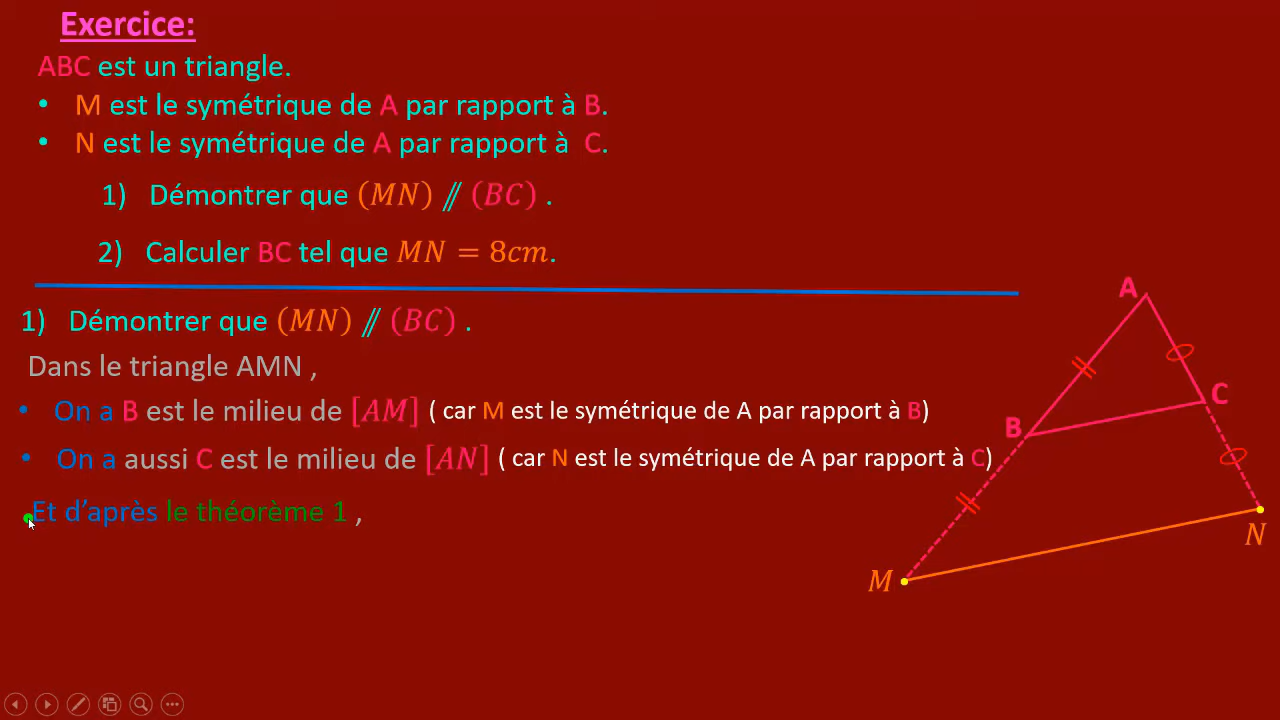 Exercice:
ABC est un triangle.
• M est le symétrique de A par rapport à B.
• N est le symétrique de A par rapport à C.
1) Démontrer que (MN) ∥ (BC) .
2) Calculer BC tel que MN = 8cm.
1) Démontrer que (MN) ∥ (BC) .
Dans le triangle AMN ,
• On a B est le milieu de [AM] ( car M est le symétrique de A par rapport à B)
• On a aussi C est le milieu de [AN] ( car N est le symétrique de A par rapport à C)
Et d’après le théorème 1 ,
A
C
B
N
M